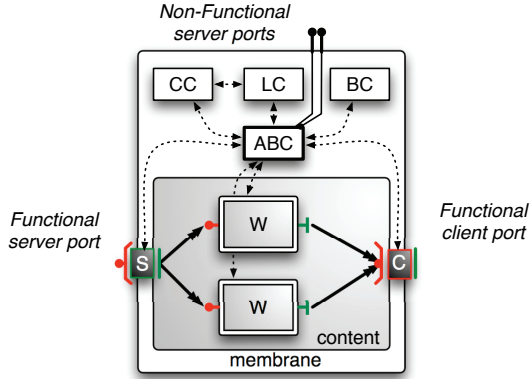 Non-Functional
server ports
CC
LC
BC
ABC
Functional
server port
Functional
client port
W
S
C
W
content
membrane